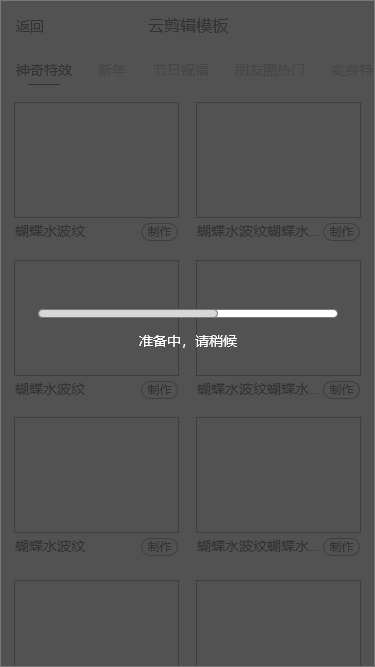 返回
云剪辑模板
神奇特效 新年 节日祝福 朋友圈热门 变身特
蝴蝶水波纹 制作
蝴蝶水波纹蝴蝶水... 制作
准备中，请稍候
蝴蝶水波纹 制作
蝴蝶水波纹蝴蝶水... 制作
蝴蝶水波纹 制作
蝴蝶水波纹蝴蝶水... 制作